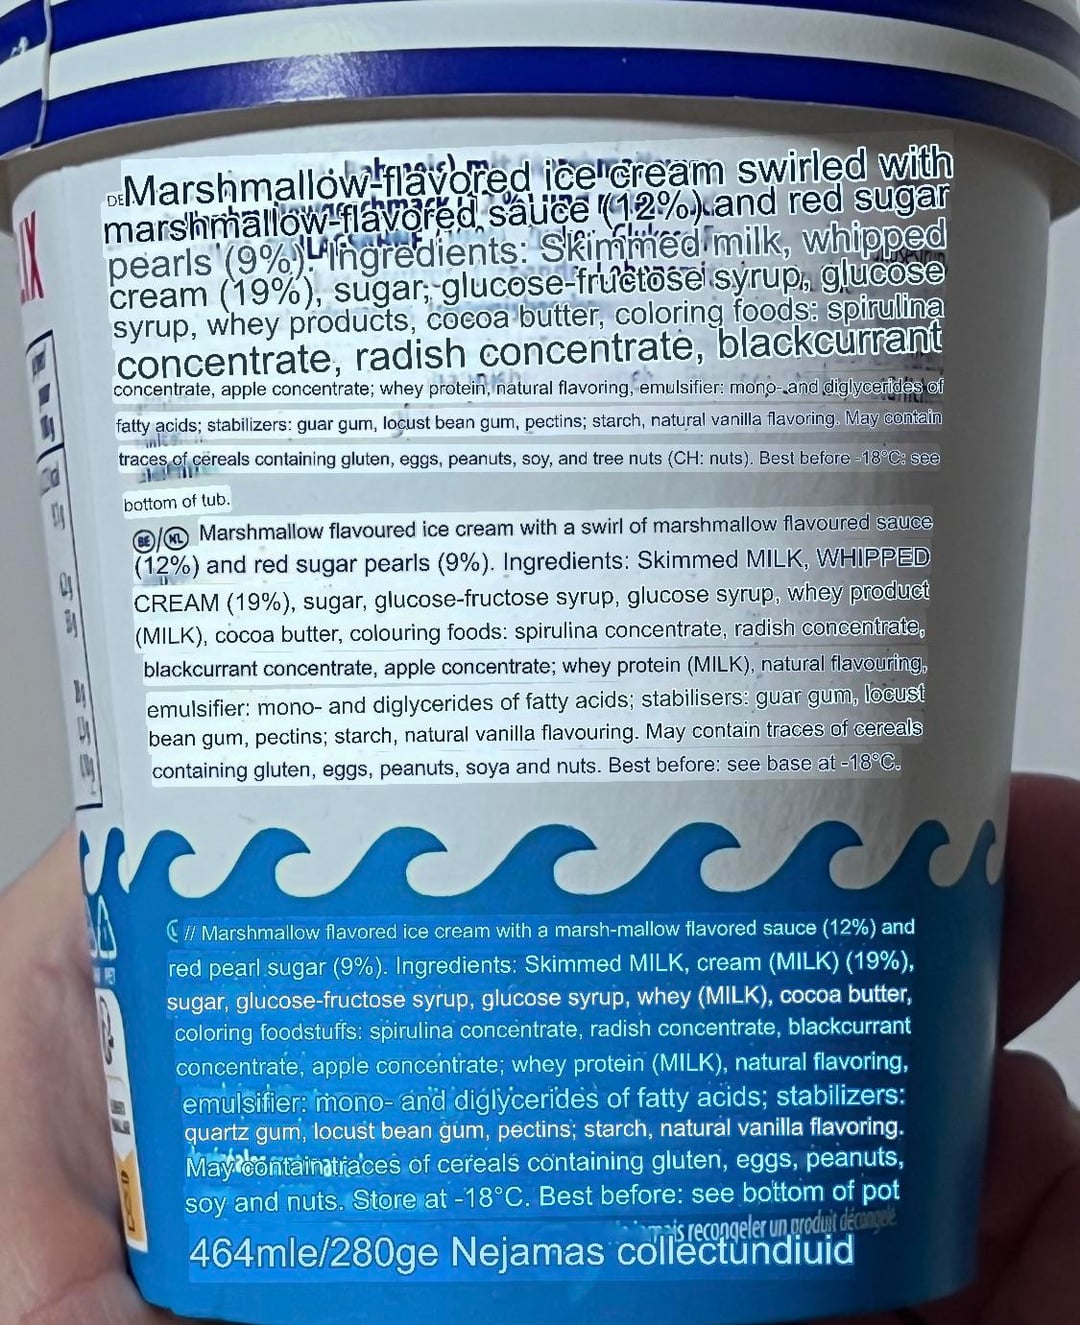 DE Marshmallow-flavored ice cream swirled with
marshmallow-flavored sauce (12%) and red sugar
pearls (9%). Ingredients: Skimmed milk, whipped
cream (19%), sugar, glucose-fructose syrup, glucose
syrup, whey products, cocoa butter, coloring foods: spirulina
concentrate, radish concentrate, blackcurrant
concentrate, apple concentrate; whey protein, natural flavoring, emulsifier: mono- and diglycerides of
fatty acids; stabilizers: guar gum, locust bean gum, pectins; starch, natural vanilla flavoring. May contain
traces of cereals containing gluten, eggs, peanuts, soy, and tree nuts (CH: nuts). Best before -18°C: see
bottom of tub.
BE/NL Marshmallow flavoured ice cream with a swirl of marshmallow flavoured sauce
(12%) and red sugar pearls (9%). Ingredients: Skimmed MILK, WHIPPED
CREAM (19%), sugar, glucose-fructose syrup, glucose syrup, whey product
(MILK), cocoa butter, colouring foods: spirulina concentrate, radish concentrate,
blackcurrant concentrate, apple concentrate; whey protein (MILK), natural flavouring,
emulsifier: mono- and diglycerides of fatty acids; stabilisers: guar gum, locust
bean gum, pectins; starch, natural vanilla flavouring. May contain traces of cereals
containing gluten, eggs, peanuts, soya and nuts. Best before: see base at -18°C.
// Marshmallow flavored ice cream with a marsh-mallow flavored sauce (12%) and
red pearl sugar (9%). Ingredients: Skimmed MILK, cream (MILK) (19%),
sugar, glucose-fructose syrup, glucose syrup, whey (MILK), cocoa butter,
coloring foodstuffs: spirulina concentrate, radish concentrate, blackcurrant
concentrate, apple concentrate; whey protein (MILK), natural flavoring,
emulsifier: mono- and diglycerides of fatty acids; stabilizers:
quartz gum, locust bean gum, pectins; starch, natural vanilla flavoring.
May contain traces of cereals containing gluten, eggs, peanuts,
soy and nuts. Store at -18°C. Best before: see bottom of pot
recongeler un produit décongelé
464mle/280ge Nejamas collectundiuid